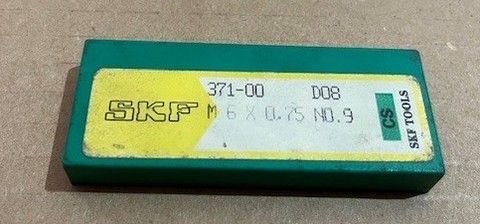 371-00 D08
SKF M 6 X 0.75 NO.9
CS
SKF TOOLS